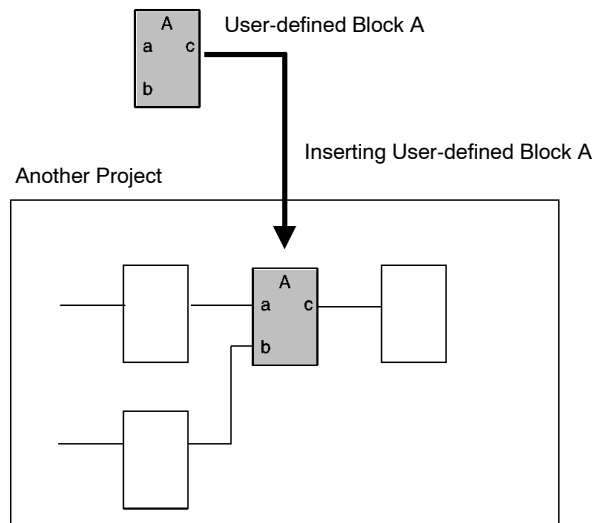 A
a c
b
User-defined Block A
Inserting User-defined Block A
Another Project
A
a c
b